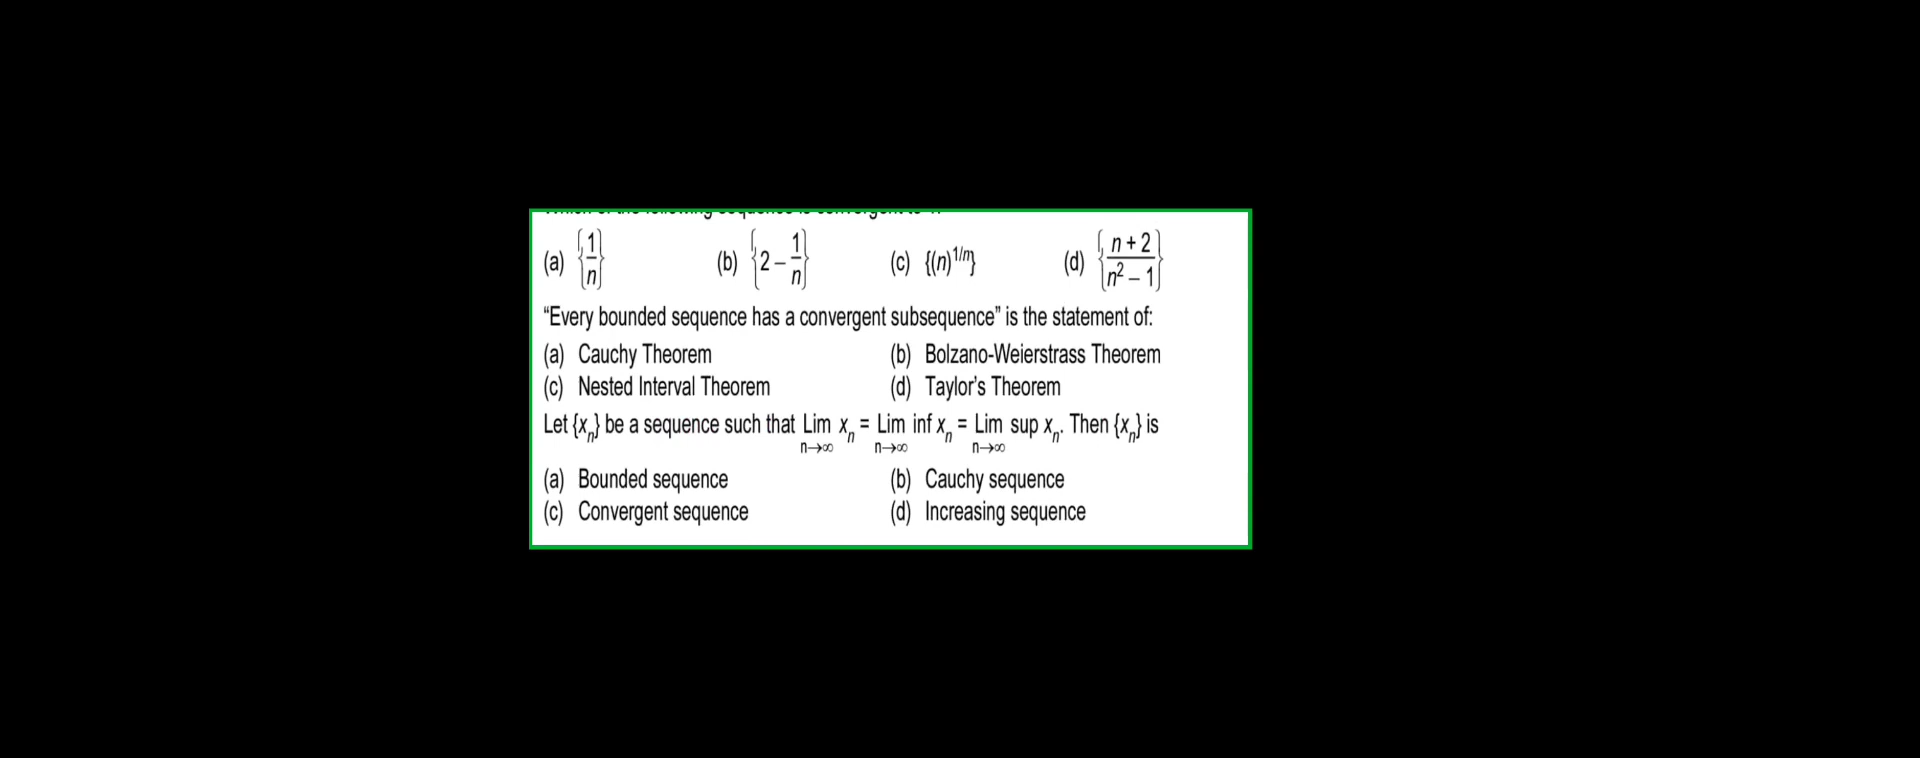 (a) {1/n} (b) {2 – 1/n} (c) {(n)^1/n} (d) {n + 2/n² – 1}
“Every bounded sequence has a convergent subsequence” is the statement of:
(a) Cauchy Theorem (b) Bolzano-Weierstrass Theorem
(c) Nested Interval Theorem (d) Taylor’s Theorem
Let {xₙ} be a sequence such that Lim xₙ = Lim inf xₙ = Lim sup xₙ. Then {xₙ} is
n→∞ n→∞ n→∞
(a) Bounded sequence (b) Cauchy sequence
(c) Convergent sequence (d) Increasing sequence